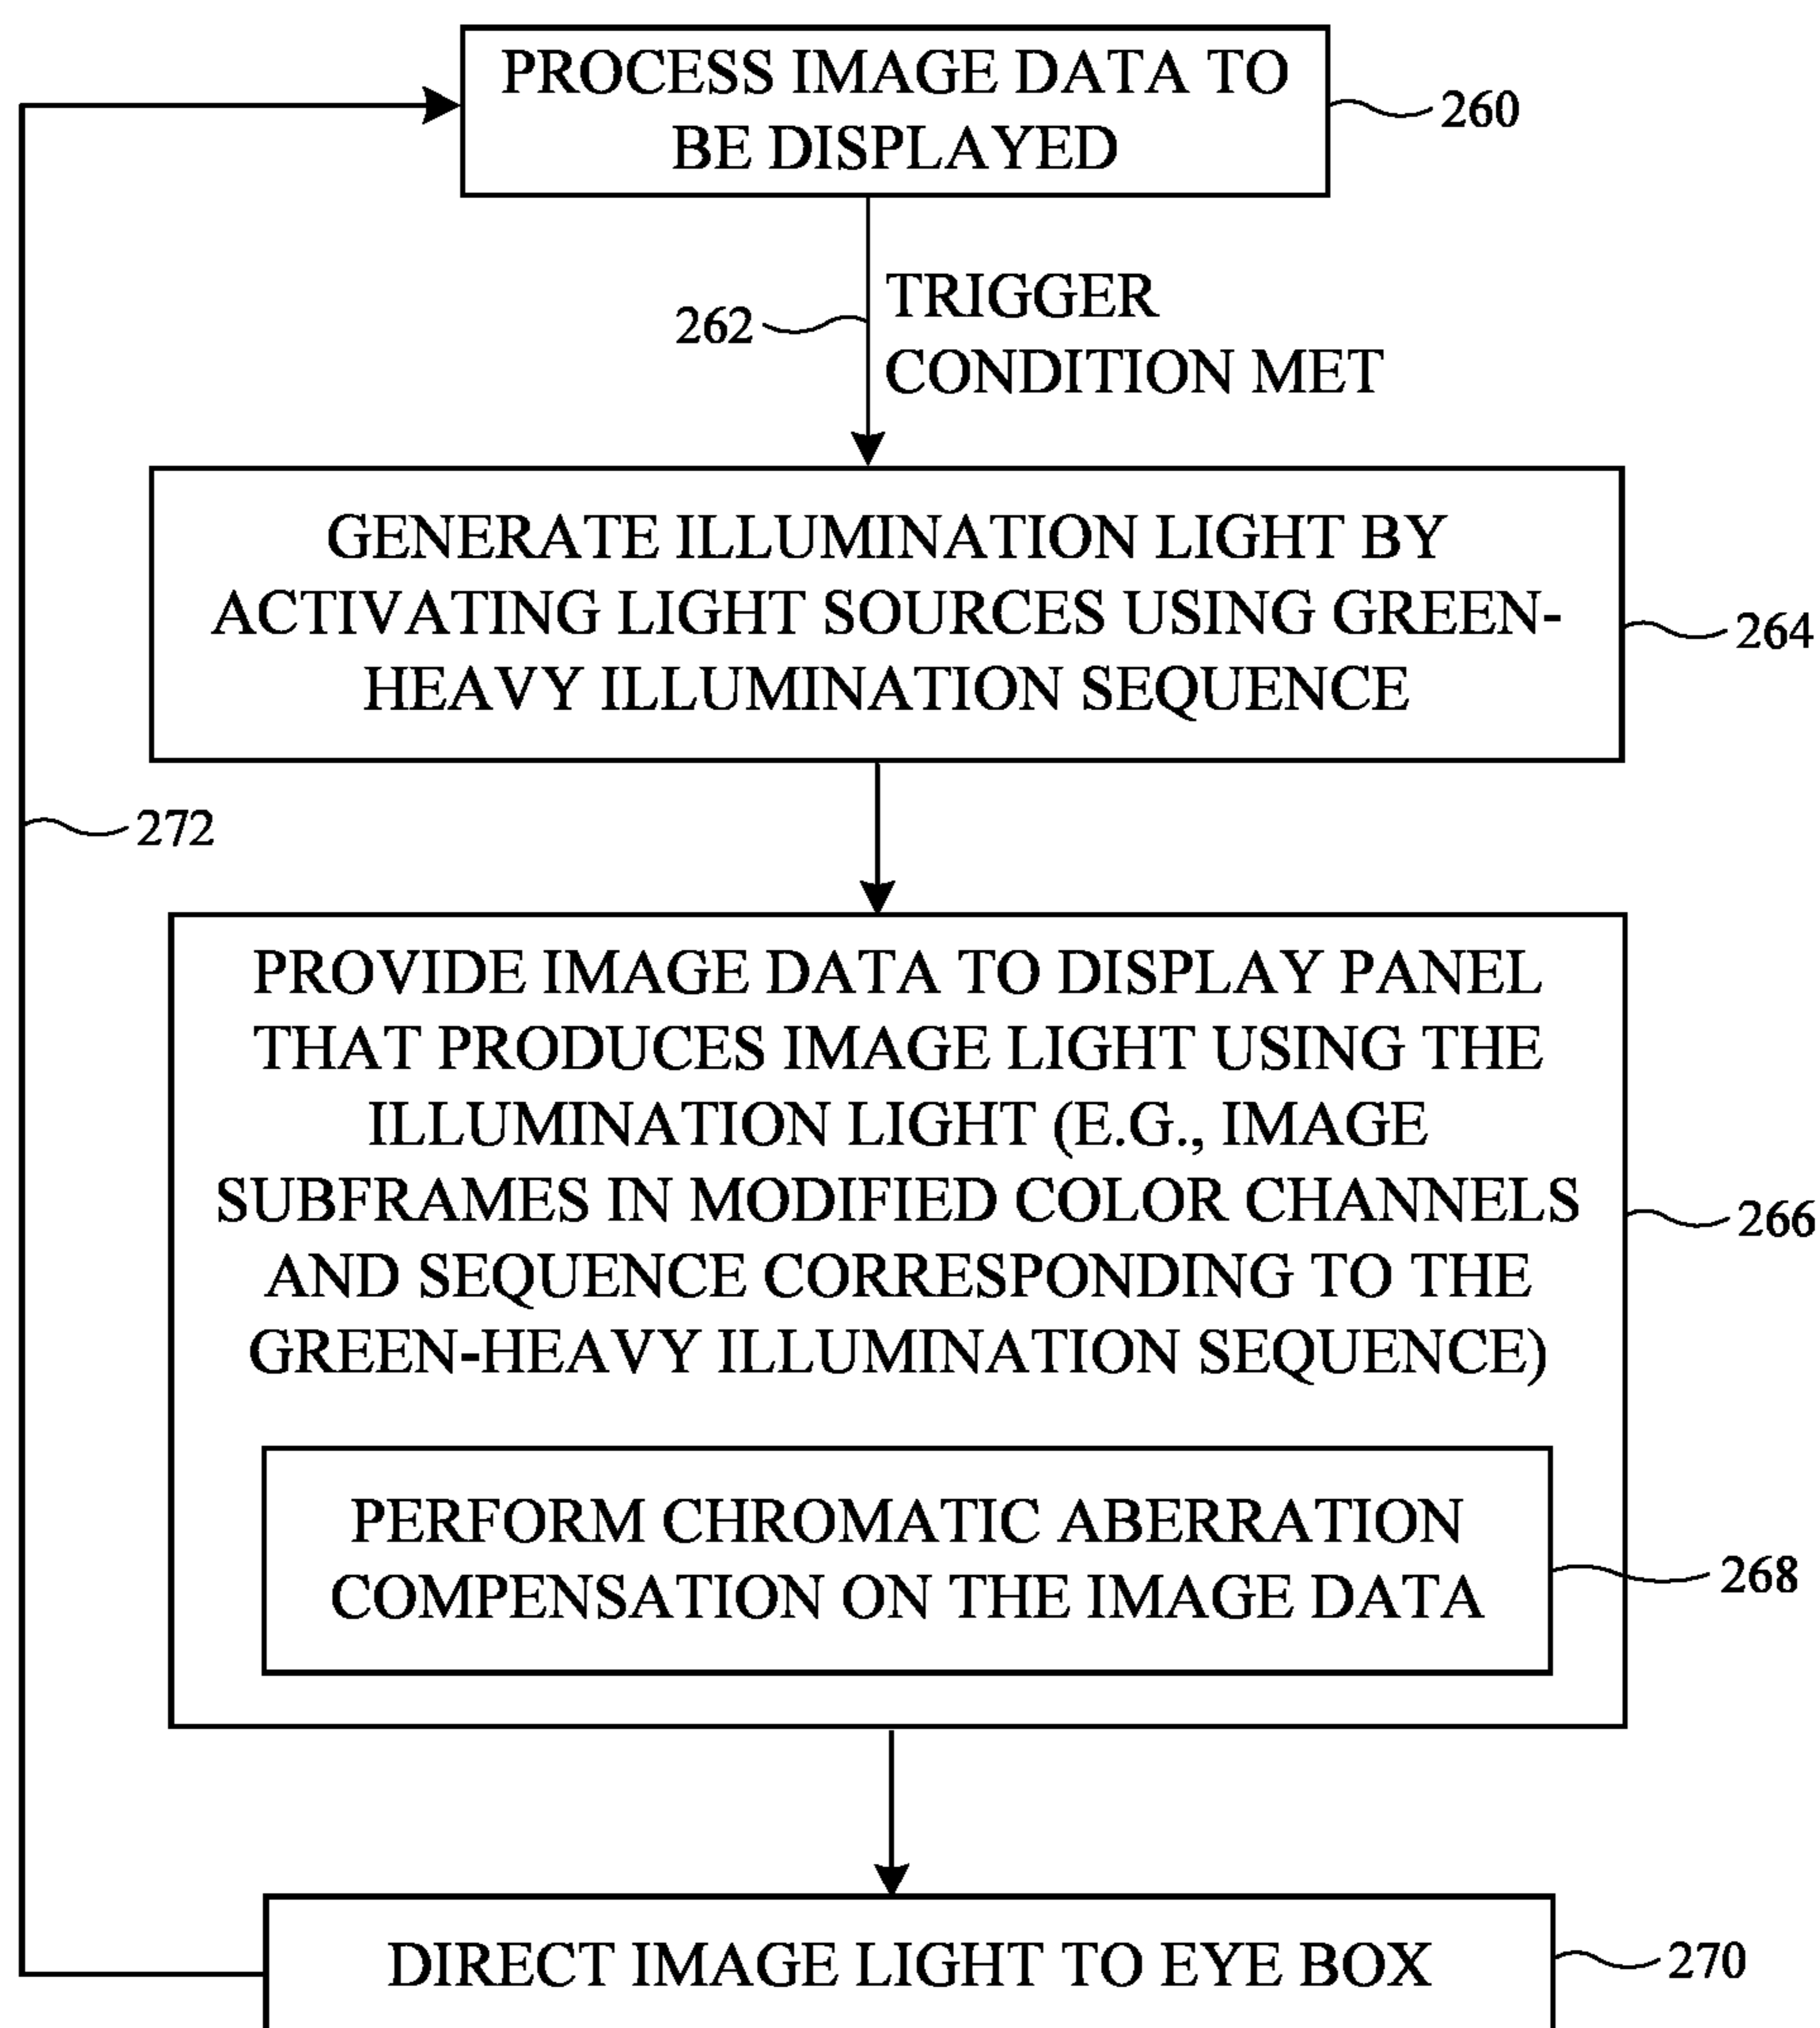 PROCESS IMAGE DATA TO
BE DISPLAYED
260
262
TRIGGER
CONDITION MET
GENERATE ILLUMINATION LIGHT BY
ACTIVATING LIGHT SOURCES USING GREEN-
HEAVY ILLUMINATION SEQUENCE
264
272
PROVIDE IMAGE DATA TO DISPLAY PANEL
THAT PRODUCES IMAGE LIGHT USING THE
ILLUMINATION LIGHT (E.G., IMAGE
SUBFRAMES IN MODIFIED COLOR CHANNELS
AND SEQUENCE CORRESPONDING TO THE
GREEN-HEAVY ILLUMINATION SEQUENCE)
266
PERFORM CHROMATIC ABERRATION
COMPENSATION ON THE IMAGE DATA
268
DIRECT IMAGE LIGHT TO EYE BOX
270